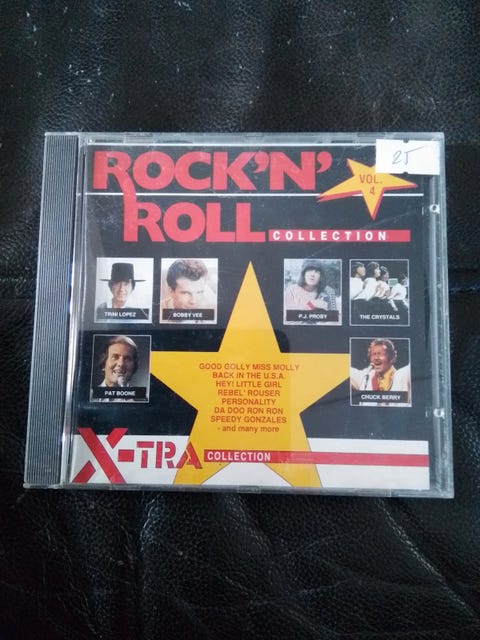 ROCK'N'
ROLL
COLLECTION
VOL.
4
25
TRINI LOPEZ
BOBBY VEE
P.J. PROBY
THE CRYSTALS
PAT BOONE
CHUCK BERRY
GOOD GOLLY MISS MOLLY
BACK IN THE U.S.A.
HEY! LITTLE GIRL
REBEL' ROUSER
PERSONALITY
DA DOO RON RON
SPEEDY GONZALES
- and many more
X-TRA COLLECTION